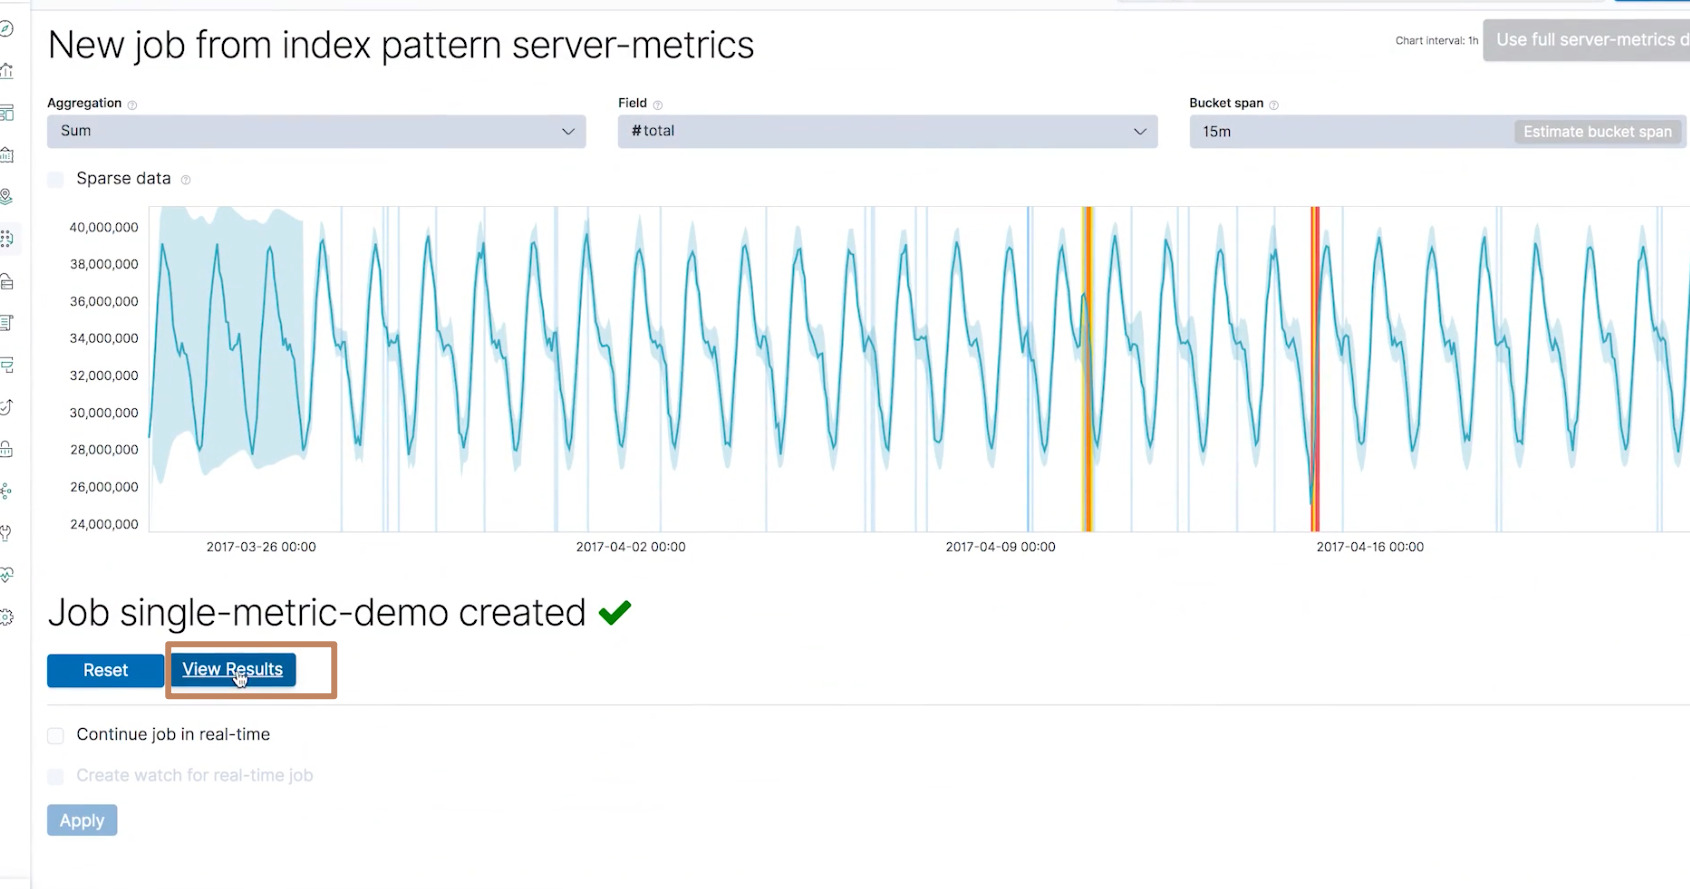 New job from index pattern server-metrics
Chart interval: 1h
Use full server-metrics d
Aggregation
Field
Bucket span
Sum
#total
15m
Estimate bucket span
Sparse data
40,000,000
38,000,000
36,000,000
34,000,000
32,000,000
30,000,000
28,000,000
26,000,000
24,000,000
2017-03-26 00:00
2017-04-02 00:00
2017-04-09 00:00
2017-04-16 00:00
Job single-metric-demo created
Reset
View Results
Continue job in real-time
Create watch for real-time job
Apply